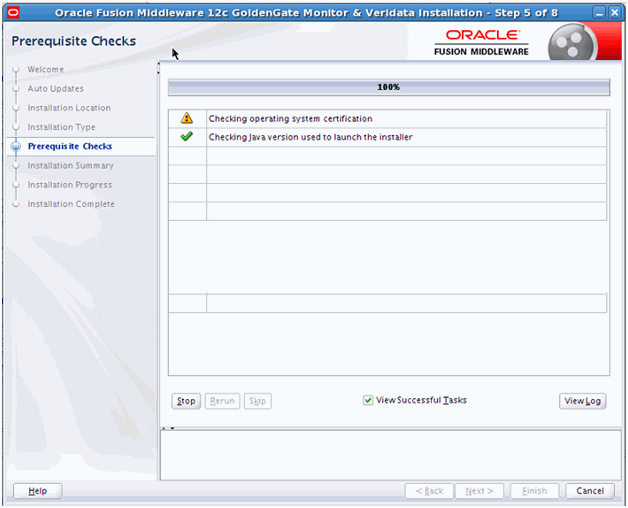 Oracle Fusion Middleware 12c GoldenGate Monitor & Veridata Installation - Step 5 of 8
Prerequisite Checks
ORACLE
FUSION MIDDLEWARE
Welcome
Auto Updates
Installation Location
Installation Type
Prerequisite Checks
Installation Summary
Installation Progress
Installation Complete
100%
Checking operating system certification
Checking Java version used to launch the installer
Stop Rerun Skip View Successful Tasks View Log
Help < Back Next > Finish Cancel